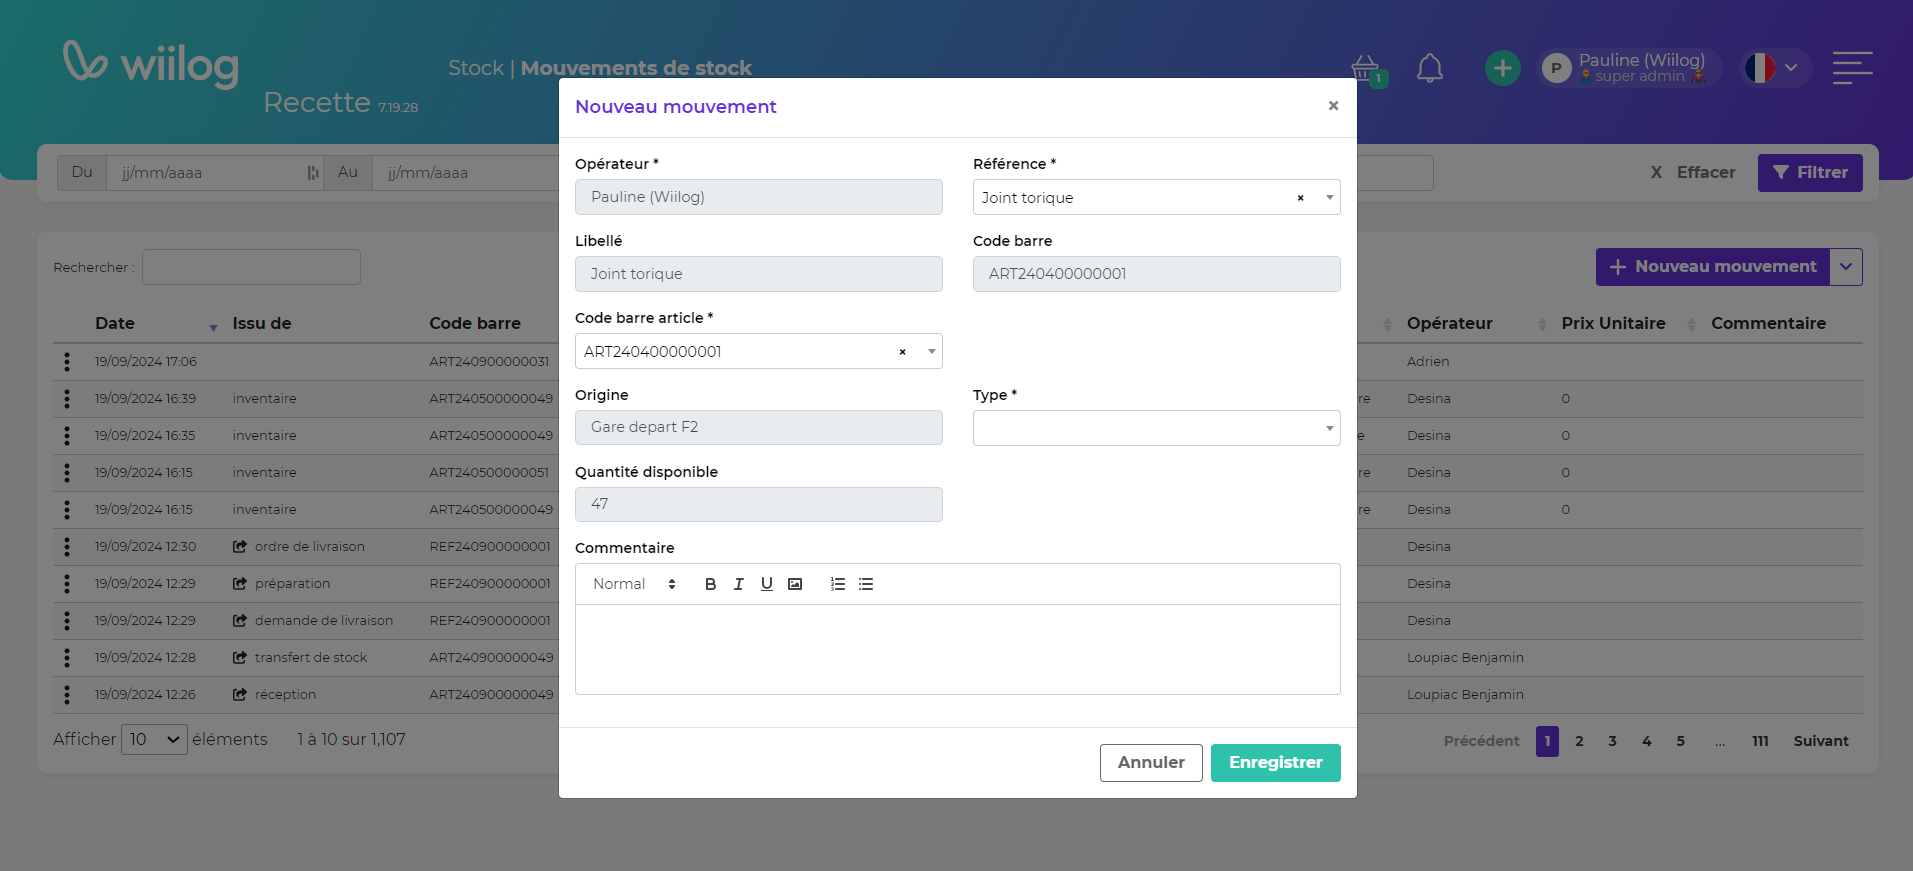 wiilog
Recette 7.19.28
Stock | Mouvements de stock
1
P
Pauline (Wiilog)
super admin
Du
jj/mm/aaaa
Au
jj/mm/aaaa
X Effacer
Filtrer
Rechercher :
Nouveau mouvement
Date Issu de Code barre Opérateur Prix Unitaire Commentaire
19/09/2024 17:06 ART240900000031 Adrien
19/09/2024 16:39 inventaire ART240500000049 re Desina 0
19/09/2024 16:35 inventaire ART240500000049 e Desina 0
19/09/2024 16:15 inventaire ART240500000051 re Desina 0
19/09/2024 16:15 inventaire ART240500000049 re Desina 0
19/09/2024 12:30 ordre de livraison REF240900000001 Desina
19/09/2024 12:29 préparation REF240900000001 Desina
19/09/2024 12:29 demande de livraison REF240900000001 Desina
19/09/2024 12:28 transfert de stock ART240900000049 Loupiac Benjamin
19/09/2024 12:26 réception ART240900000049 Loupiac Benjamin
Afficher 10 éléments 1 à 10 sur 1,107
Précédent 1 2 3 4 5 ... 111 Suivant
Nouveau mouvement ×
Opérateur * Référence *
Pauline (Wiilog) Joint torique ×
Libellé Code barre
Joint torique ART240400000001
Code barre article *
ART240400000001 ×
Origine Type *
Gare depart F2
Quantité disponible
47
Commentaire
Normal B I U
Annuler Enregistrer